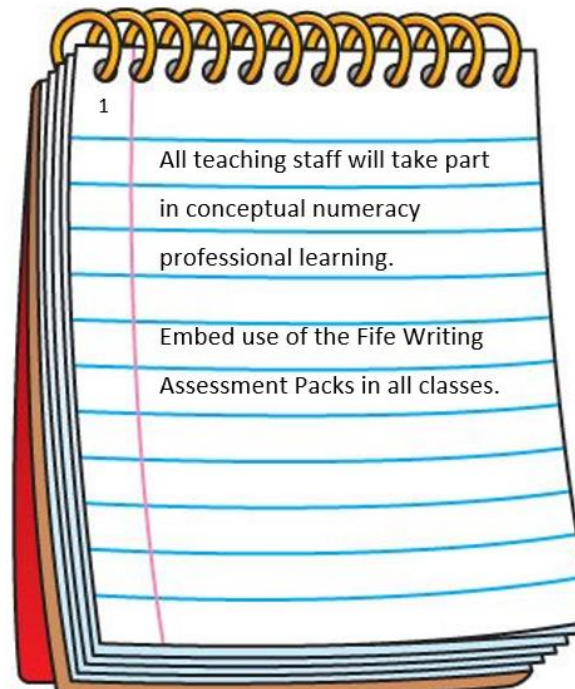 1
All teaching staff will take part
in conceptual numeracy
professional learning.
Embed use of the Fife Writing
Assessment Packs in all classes.